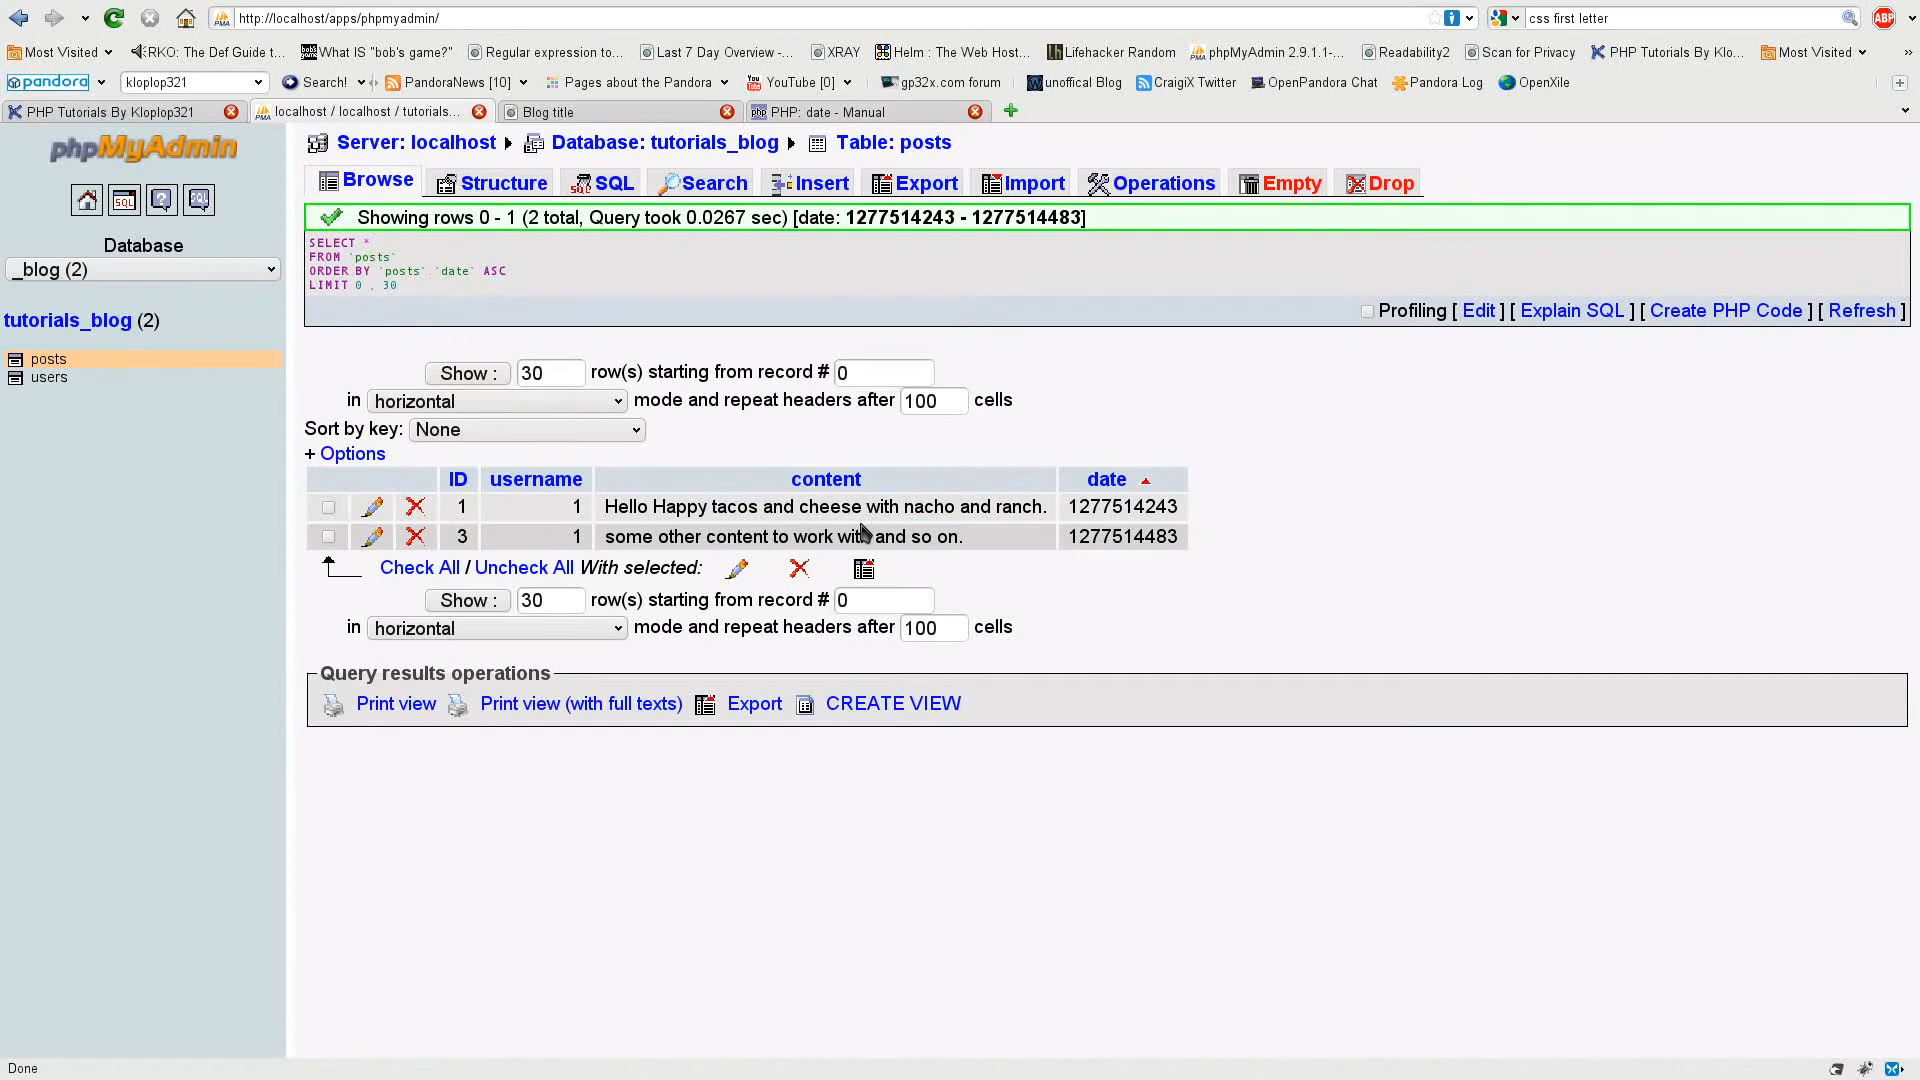 http://localhost/apps/phpmyadmin/ css first letter ABP
Most Visited RKO: The Def Guide t... What IS "bob's game?" Regular expression to... Last 7 Day Overview -... XRAY Helm : The Web Host... Lifehacker Random phpMyAdmin 2.9.1.1-... Readability2 Scan for Privacy PHP Tutorials By Klo... Most Visited »
pandora kloplop321 Search! PandoraNews [10] Pages about the Pandora YouTube [0] gp32x.com forum unoffical Blog CraigiX Twitter OpenPandora Chat Pandora Log OpenXile
PHP Tutorials By Kloplop321 localhost / localhost / tutorials... Blog title PHP: date - Manual
phpMyAdmin
SQL
SQL
Database
_blog (2)
tutorials_blog (2)
posts
users
Server: localhost Database: tutorials_blog Table: posts
Browse Structure SQL Search Insert Export Import Operations Empty Drop
Showing rows 0 - 1 (2 total, Query took 0.0267 sec) [date: 1277514243 - 1277514483]
SELECT *
FROM `posts`
ORDER BY `posts`.`date` ASC
LIMIT 0 , 30
Profiling [ Edit ] [ Explain SQL ] [ Create PHP Code ] [ Refresh ]
Show : 30 row(s) starting from record # 0
in horizontal mode and repeat headers after 100 cells
Sort by key: None
+ Options
ID username content date
1 1 Hello Happy tacos and cheese with nacho and ranch. 1277514243
3 1 some other content to work with and so on. 1277514483
Check All / Uncheck All With selected:
Show : 30 row(s) starting from record # 0
in horizontal mode and repeat headers after 100 cells
Query results operations
Print view Print view (with full texts) Export CREATE VIEW
Done